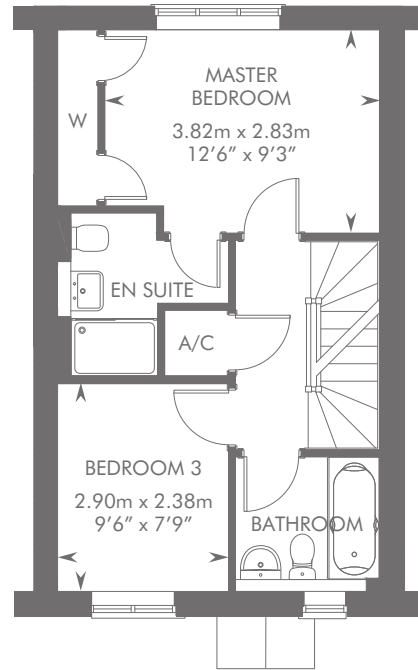 MASTER
BEDROOM
3.82m x 2.83m
12’6” x 9’3”
W
EN SUITE
A/C
BEDROOM 3
2.90m x 2.38m
9’6” x 7’9”
BATHROOM